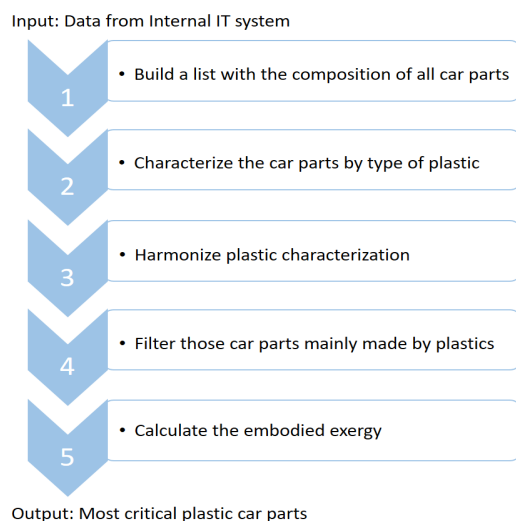 Input: Data from Internal IT system
1
• Build a list with the composition of all car parts
2
• Characterize the car parts by type of plastic
3
• Harmonize plastic characterization
4
• Filter those car parts mainly made by plastics
5
• Calculate the embodied exergy
Output: Most critical plastic car parts